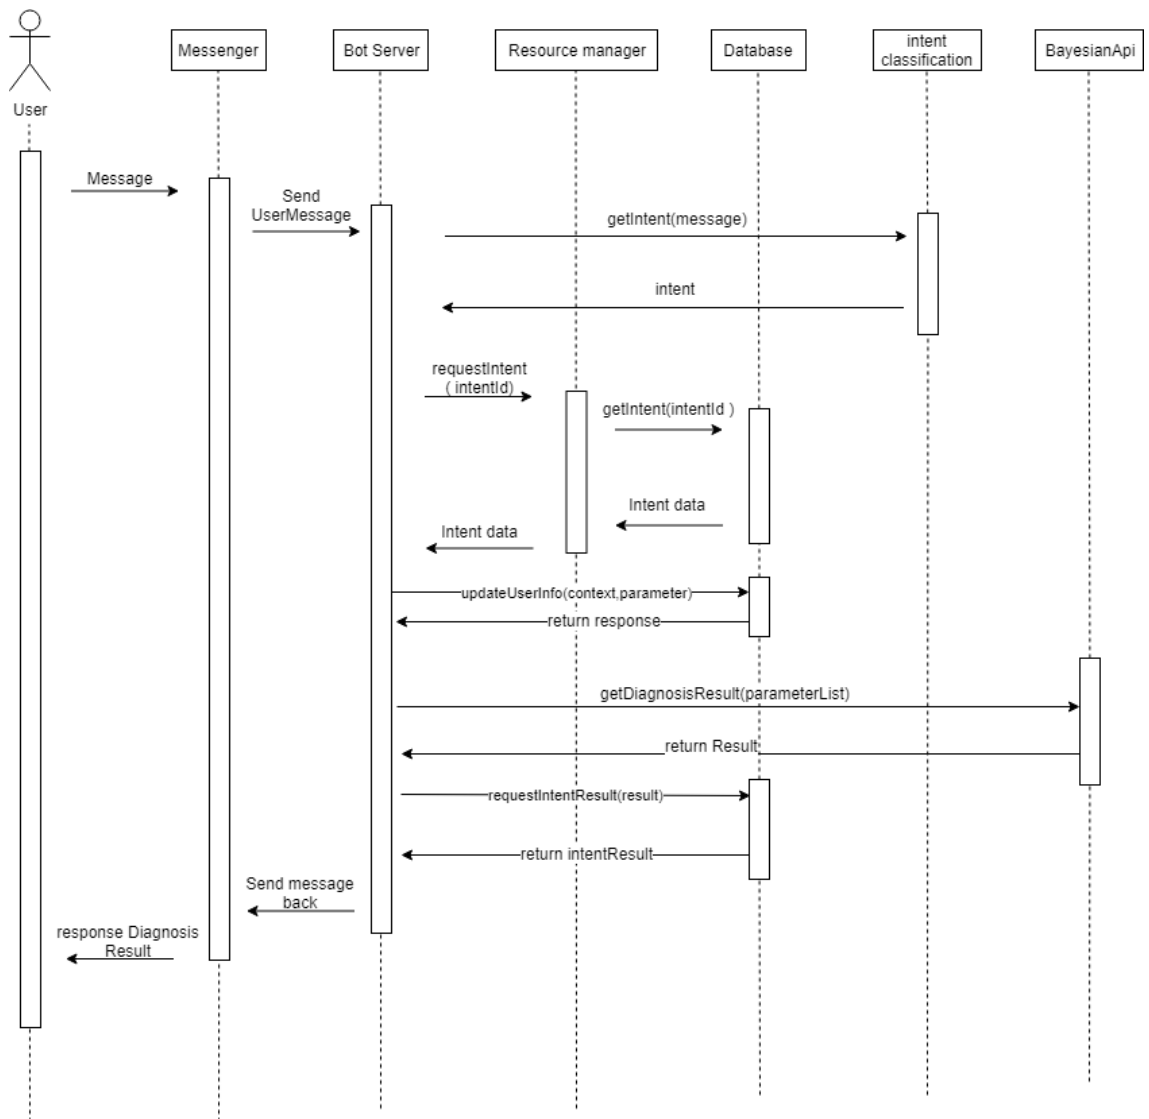 User
Messenger
Bot Server
Resource manager
Database
intent
classification
BayesianApi
Message
Send
UserMessage
getIntent(message)
intent
requestIntent
( intentId)
getIntent(intentId )
Intent data
Intent data
updateUserInfo(context,parameter)
return response
getDiagnosisResult(parameterList)
return Result
requestIntentResult(result)
return intentResult
Send message
back
response Diagnosis
Result